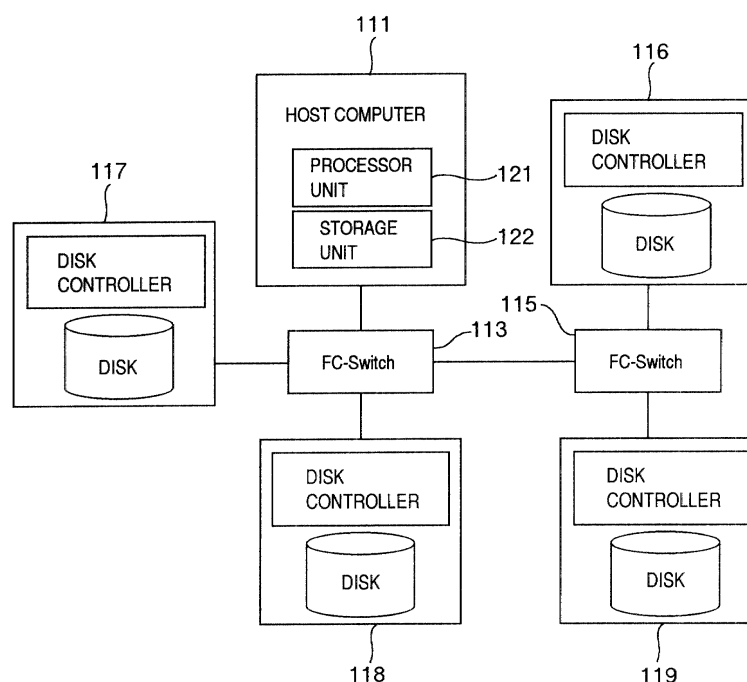 111
116
HOST COMPUTER
DISK
CONTROLLER
117
PROCESSOR
UNIT
121
DISK
CONTROLLER
STORAGE
UNIT
122
DISK
115
113
DISK
FC-Switch
FC-Switch
DISK
CONTROLLER
DISK
CONTROLLER
DISK
DISK
118
119